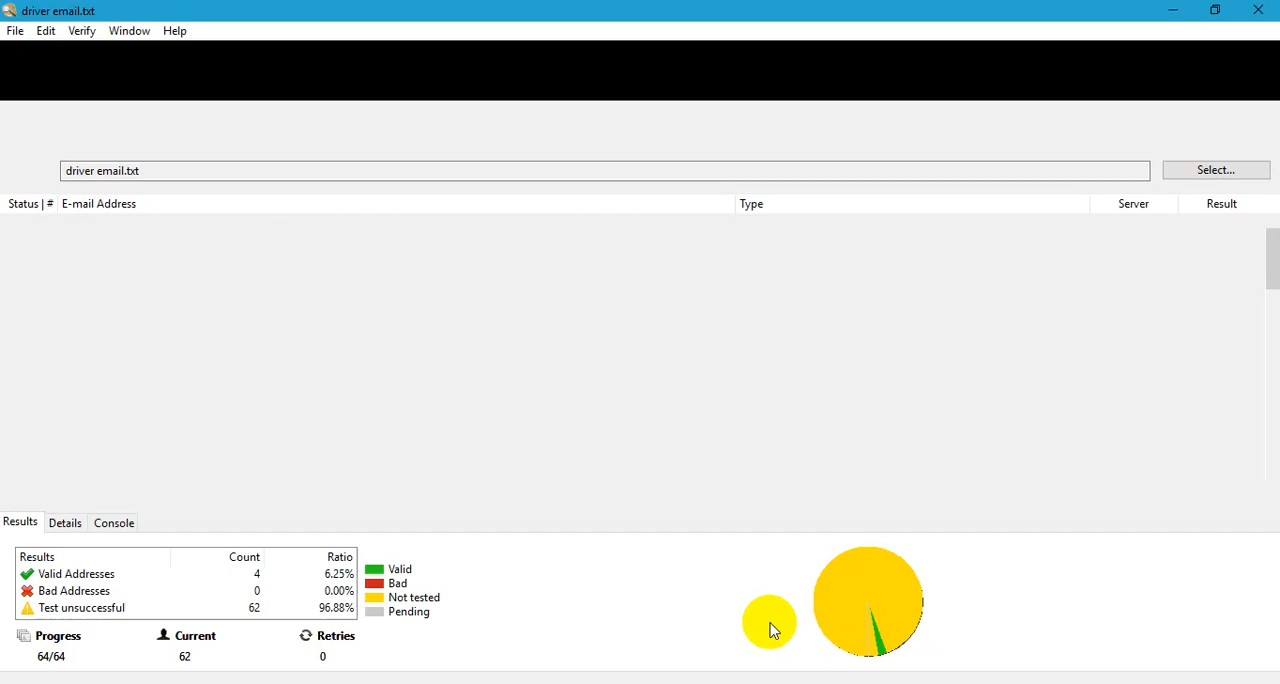 driver email.txt
File Edit Verify Window Help
driver email.txt Select...
Status | # E-mail Address Type Server Result
Results Details Console
Results Count Ratio
Valid Addresses 4 6.25%
Bad Addresses 0 0.00%
Test unsuccessful 62 96.88%
Valid
Bad
Not tested
Pending
Progress Current Retries
64/64 62 0